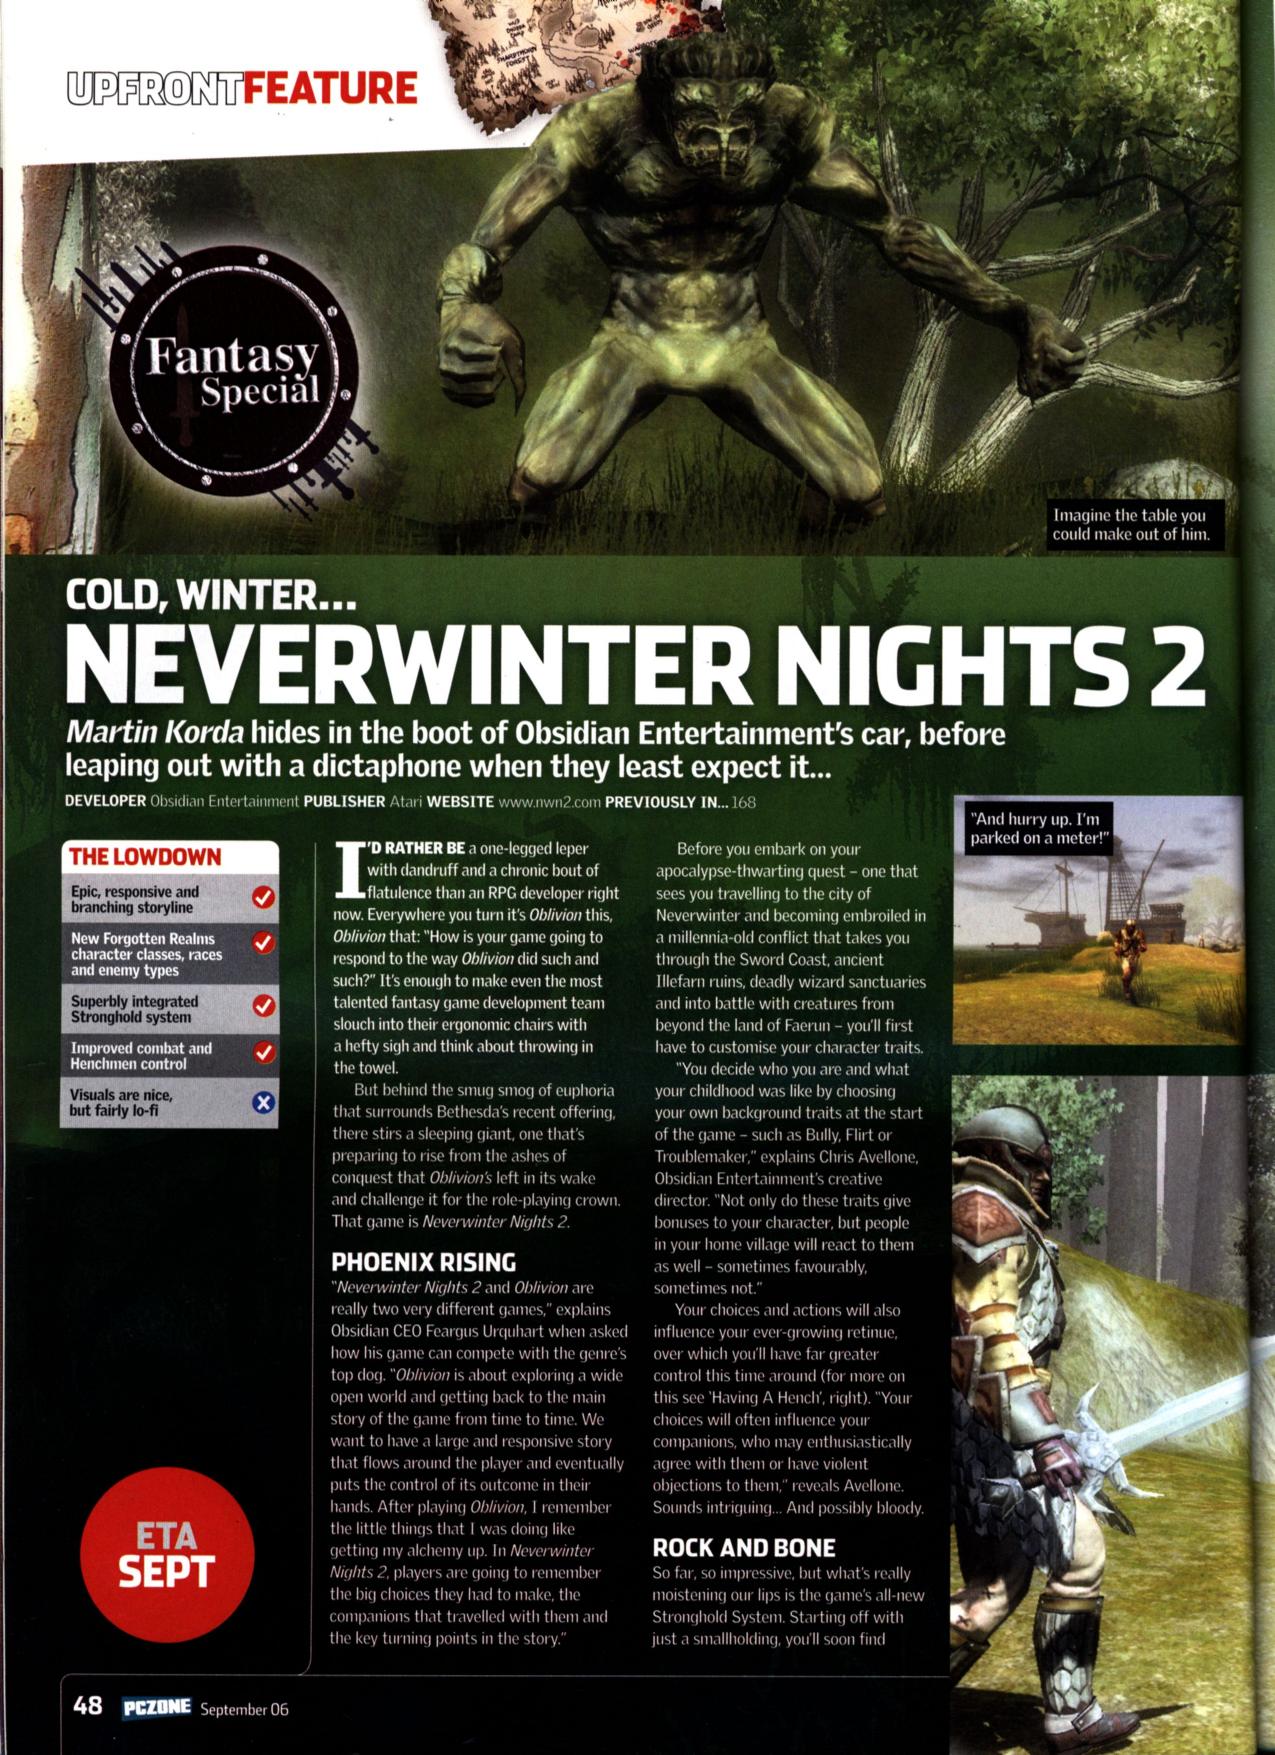 UPFRONTFEATURE
Fantasy
Special
Imagine the table you
could make out of him.
COLD, WINTER...
NEVERWINTER NIGHTS 2
Martin Korda hides in the boot of Obsidian Entertainment's car, before
leaping out with a dictaphone when they least expect it...
DEVELOPER Obsidian Entertainment PUBLISHER Atari WEBSITE www.nwn2.com PREVIOUSLY IN... 168
THE LOWDOWN
Epic, responsive and
branching storyline
New Forgotten Realms
character classes, races
and enemy types
Superbly integrated
Stronghold system
Improved combat and
Henchmen control
Visuals are nice,
but fairly lo-fi
ETA
SEPT
I'D RATHER BE a one-legged leper
with dandruff and a chronic bout of
flatulence than an RPG developer right
now. Everywhere you turn it's Oblivion this,
Oblivion that: "How is your game going to
respond to the way Oblivion did such and
such?" It's enough to make even the most
talented fantasy game development team
slouch into their ergonomic chairs with
a hefty sigh and think about throwing in
the towel.
But behind the smug smog of euphoria
that surrounds Bethesda's recent offering,
there stirs a sleeping giant, one that's
preparing to rise from the ashes of
conquest that Oblivion's left in its wake
and challenge it for the role-playing crown.
That game is Neverwinter Nights 2.
PHOENIX RISING
"Neverwinter Nights 2 and Oblivion are
really two very different games," explains
Obsidian CEO Feargus Urquhart when asked
how his game can compete with the genre's
top dog. "Oblivion is about exploring a wide
open world and getting back to the main
story of the game from time to time. We
want to have a large and responsive story
that flows around the player and eventually
puts the control of its outcome in their
hands. After playing Oblivion, I remember
the little things that I was doing like
getting my alchemy up. In Neverwinter
Nights 2, players are going to remember
the big choices they had to make, the
companions that travelled with them and
the key turning points in the story."
Before you embark on your
apocalypse-thwarting quest – one that
sees you travelling to the city of
Neverwinter and becoming embroiled in
a millennia-old conflict that takes you
through the Sword Coast, ancient
Illefarn ruins, deadly wizard sanctuaries
and into battle with creatures from
beyond the land of Faerun – you'll first
have to customise your character traits.
"You decide who you are and what
your childhood was like by choosing
your own background traits at the start
of the game – such as Bully, Flirt or
Troublemaker," explains Chris Avellone,
Obsidian Entertainment's creative
director. "Not only do these traits give
bonuses to your character, but people
in your home village will react to them
as well – sometimes favourably,
sometimes not."
Your choices and actions will also
influence your ever-growing retinue,
over which you'll have far greater
control this time around (for more on
this see 'Having A Hench', right). "Your
choices will often influence your
companions, who may enthusiastically
agree with them or have violent
objections to them," reveals Avellone.
Sounds intriguing... And possibly bloody.
ROCK AND BONE
So far, so impressive, but what's really
moistening our lips is the game's all-new
Stronghold System. Starting off with
just a smallholding, you'll soon find
"And hurry up. I'm
parked on a meter!"
48 PCZONE September 06